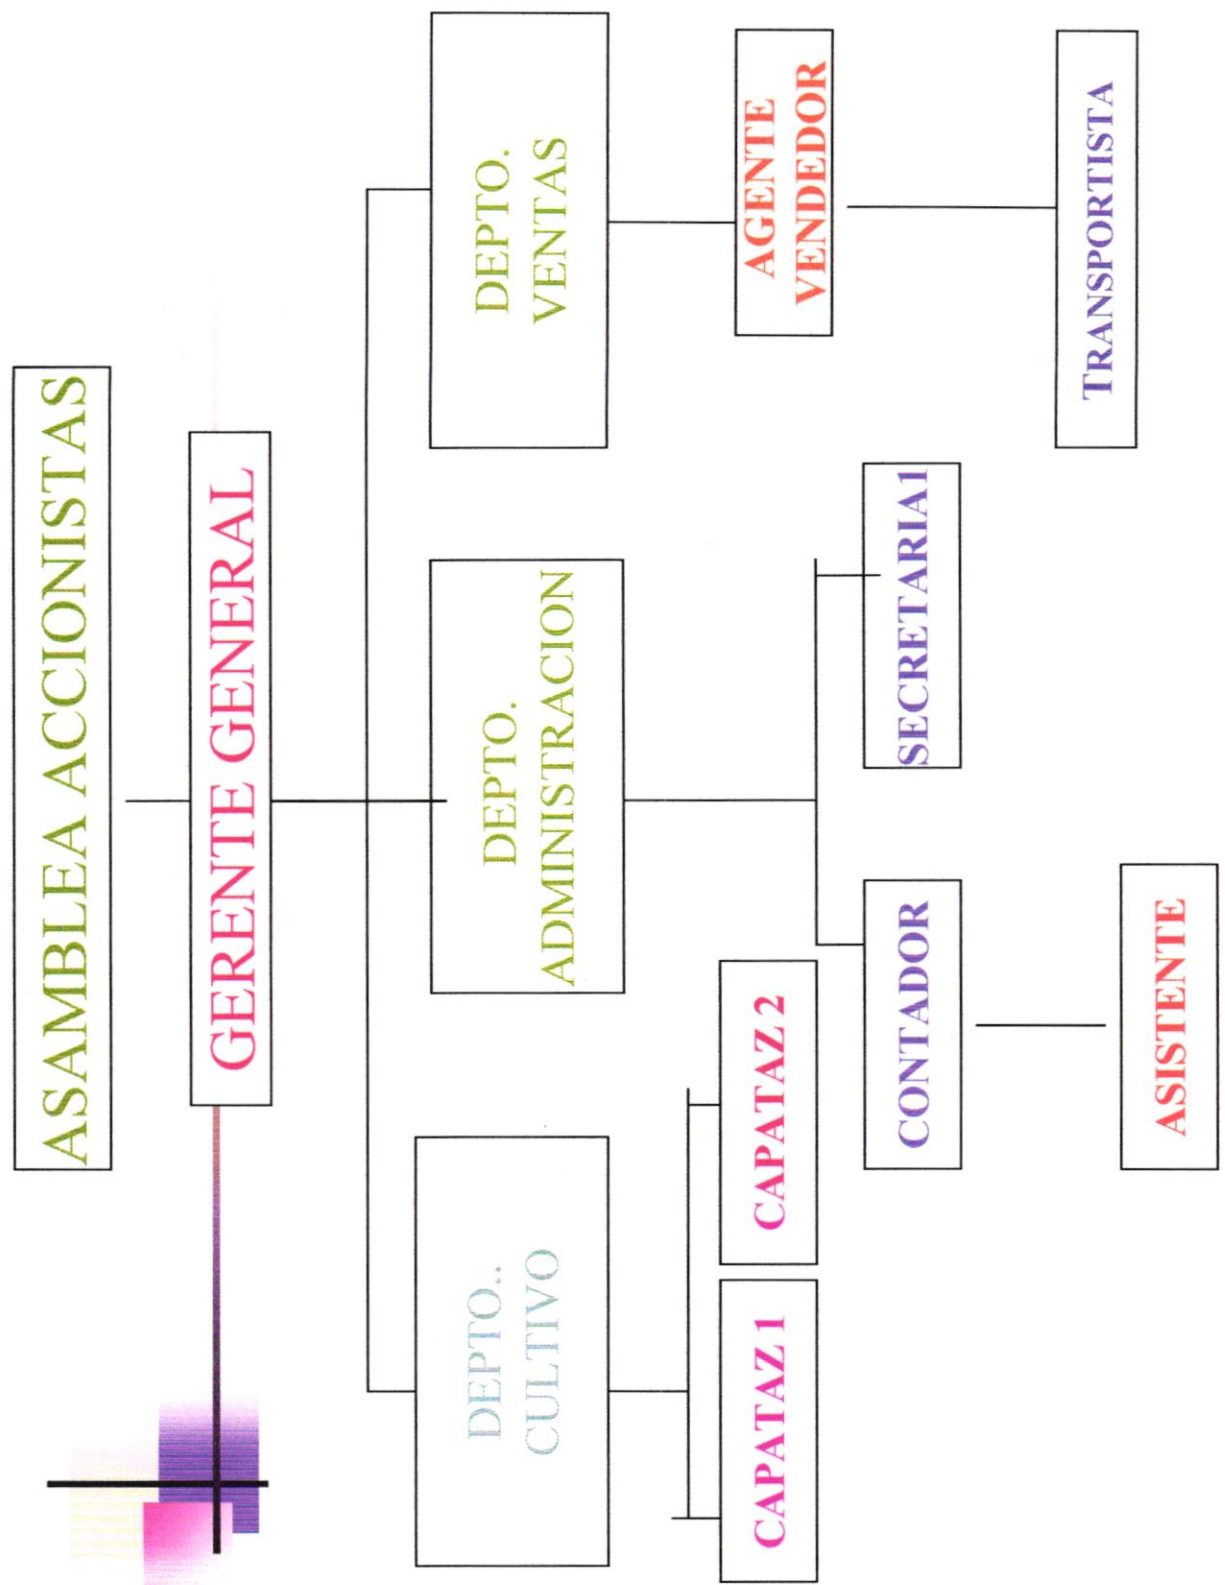 ASAMBLEA ACCIONISTAS
GERENTE GENERAL
DEPTO..
CULTIVO
DEPTO.
ADMINISTRACION
DEPTO.
VENTAS
CAPATAZ 1
CAPATAZ 2
AGENTE
VENDEDOR
CONTADOR
SECRETARIA1
TRANSPORTISTA
ASISTENTE